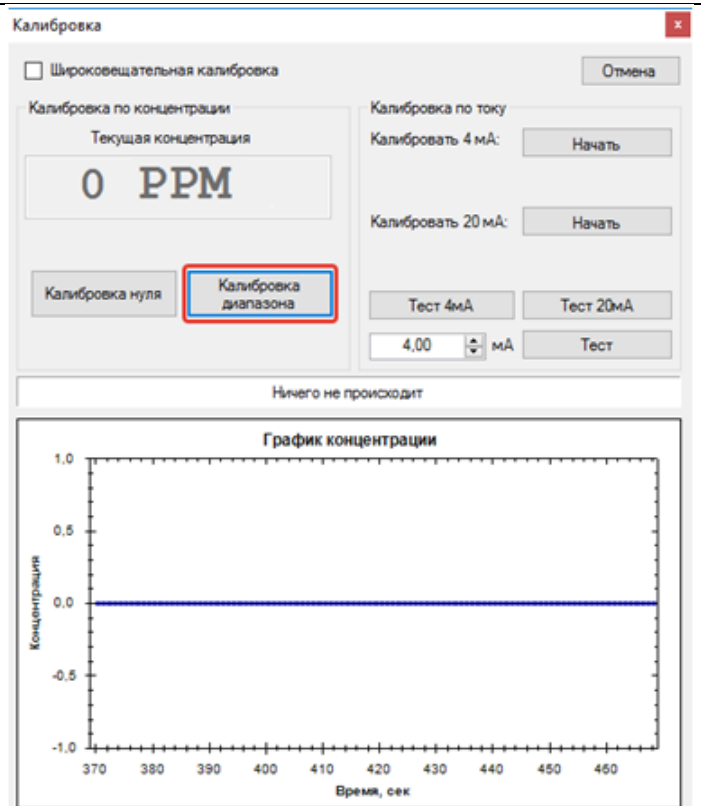 Калибровка
x
Широковещательная калибровка
Отмена
Калибровка по концентрации
Текущая концентрация
0 PPM
Калибровка нуля
Калибровка
диапазона
Калибровка по току
Калибровать 4 мА:
Начать
Калибровать 20 мА:
Начать
Тест 4мА
Тест 20мА
4,00
мА
Тест
Ничего не происходит
График концентрации
Концентрация
1,0
0,5
0,0
-0,5
-1,0
370 380 390 400 410 420 430 440 450 460
Время, сек